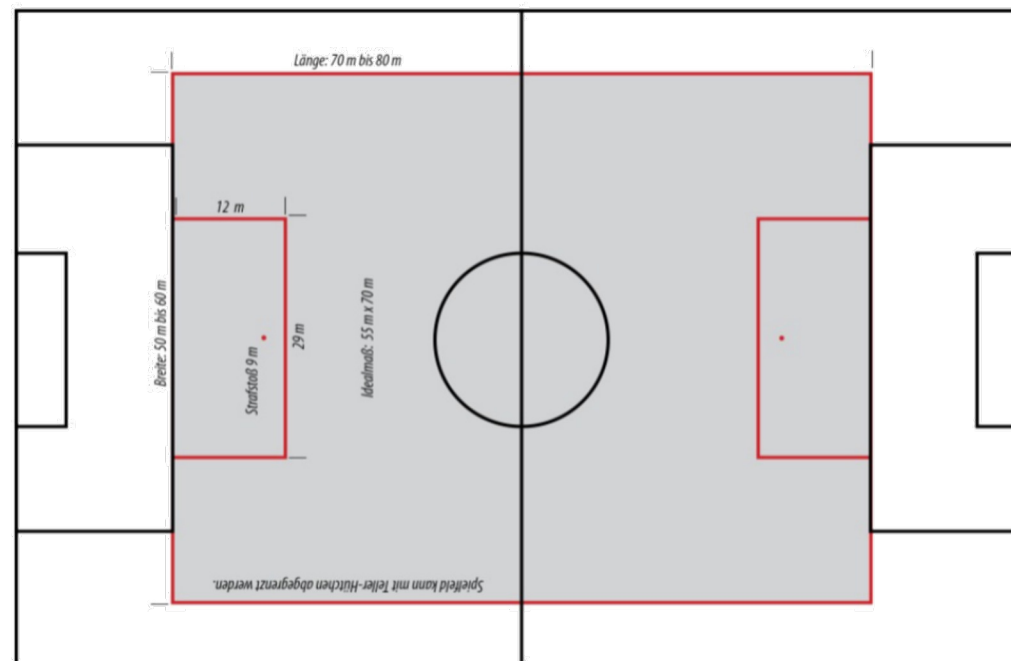 Länge: 70 m bis 80 m
12 m
Breite: 50 m bis 60 m
Strafstoß 9 m
29 m
Idealmaß: 55 m x 70 m
Spielfeld kann mit Teller-Hütchen abgegrenzt werden.